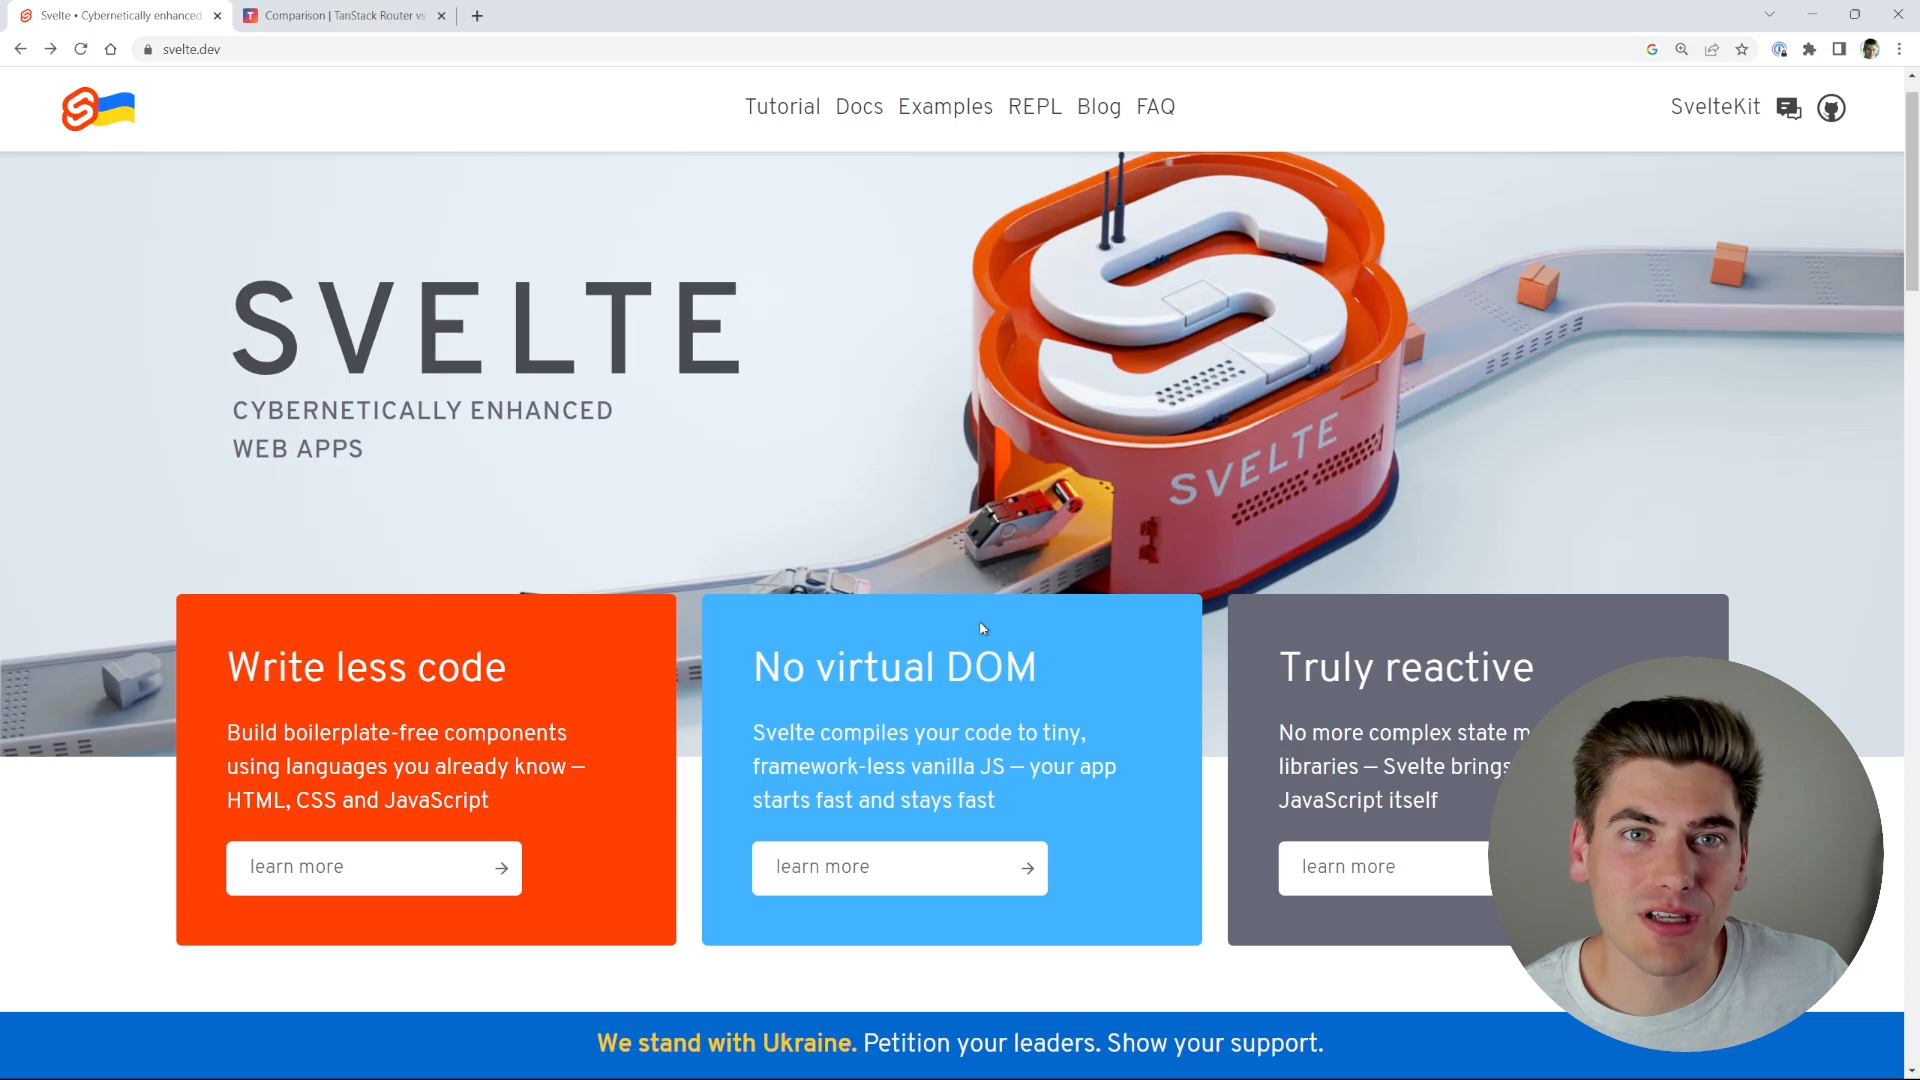 Svelte • Cybernetically enhanced
Comparison | TanStack Router vs
svelte.dev
Tutorial Docs Examples REPL Blog FAQ
SvelteKit
SVELTE
CYBERNETICALLY ENHANCED
WEB APPS
SVELTE
Write less code
Build boilerplate-free components
using languages you already know —
HTML, CSS and JavaScript
learn more
No virtual DOM
Svelte compiles your code to tiny,
framework-less vanilla JS — your app
starts fast and stays fast
learn more
Truly reactive
No more complex state m
libraries — Svelte brings
JavaScript itself
learn more
We stand with Ukraine. Petition your leaders. Show your support.